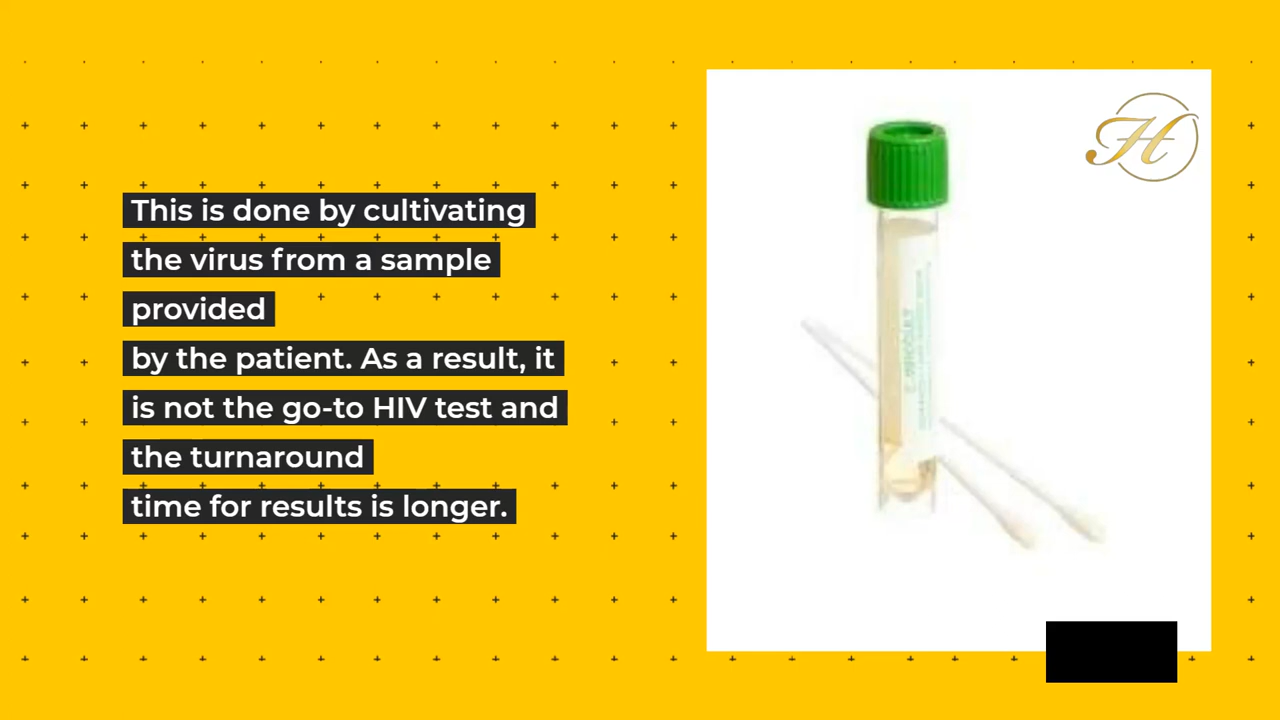 This is done by cultivating
the virus from a sample
provided
by the patient. As a result, it
is not the go-to HIV test and
the turnaround
time for results is longer.
H